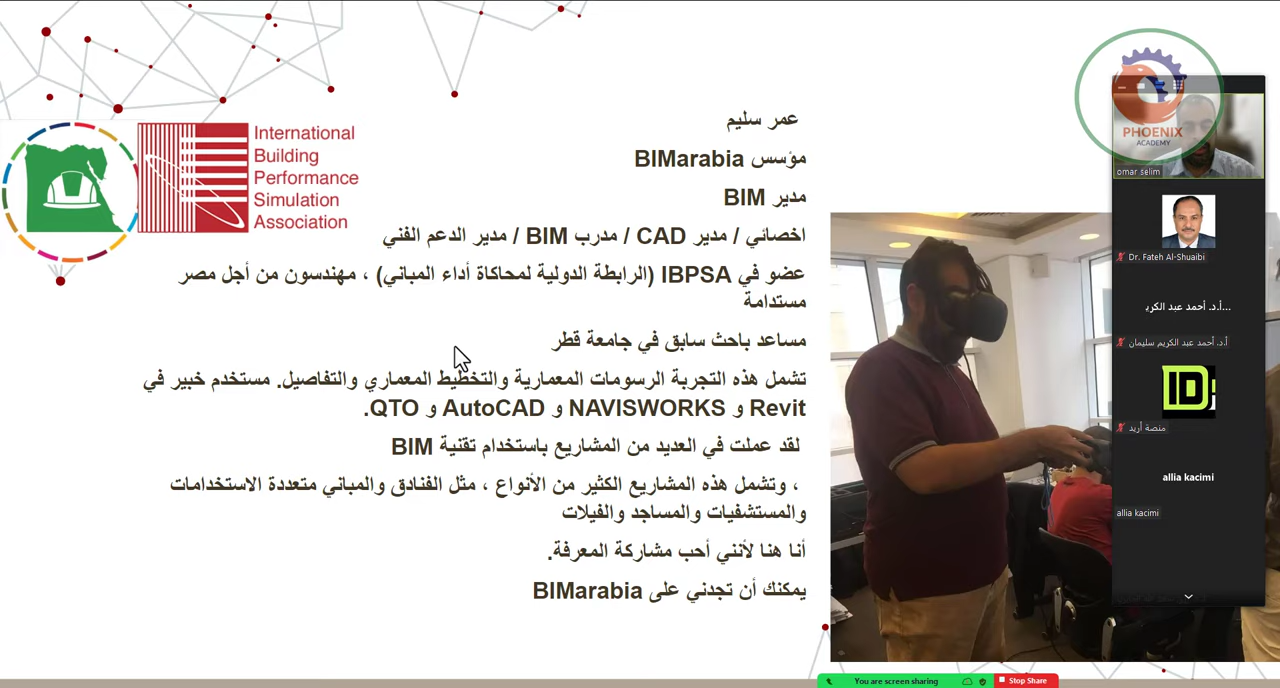 International
Building
Performance
Simulation
Association
عمر سليم
مؤسس BIMarabia
مدير BIM
اخصائي / مدير CAD / مدرب BIM / مدير الدعم الفني
عضو في IBPSA (الرابطة الدولية لمحاكاة أداء المباني) ، مهندسون من أجل مصر
مستدامة
مساعد باحث سابق في جامعة قطر
تشمل هذه التجربة الرسومات المعمارية والتخطيط المعماري والتفاصيل. مستخدم خبير في
Revit و NAVISWORKS و AutoCAD و QTO.
لقد عملت في العديد من المشاريع باستخدام تقنية BIM
، وتشمل هذه المشاريع الكثير من الأنواع ، مثل الفنادق والمباني متعددة الاستخدامات
والمستشفيات والمساجد والفيلات
أنا هنا لأنني أحب مشاركة المعرفة.
يمكنك أن تجدني على BIMarabia
PHOENIX
ACADEMY
omar selim
Dr. Fateh Al-Shuaibi
أ.د. أحمد عبد الكري...
أ.د. أحمد عبد الكريم سليمان
ID
منصة أريد
allia kacimi
allia kacimi
You are screen sharing
Stop Share